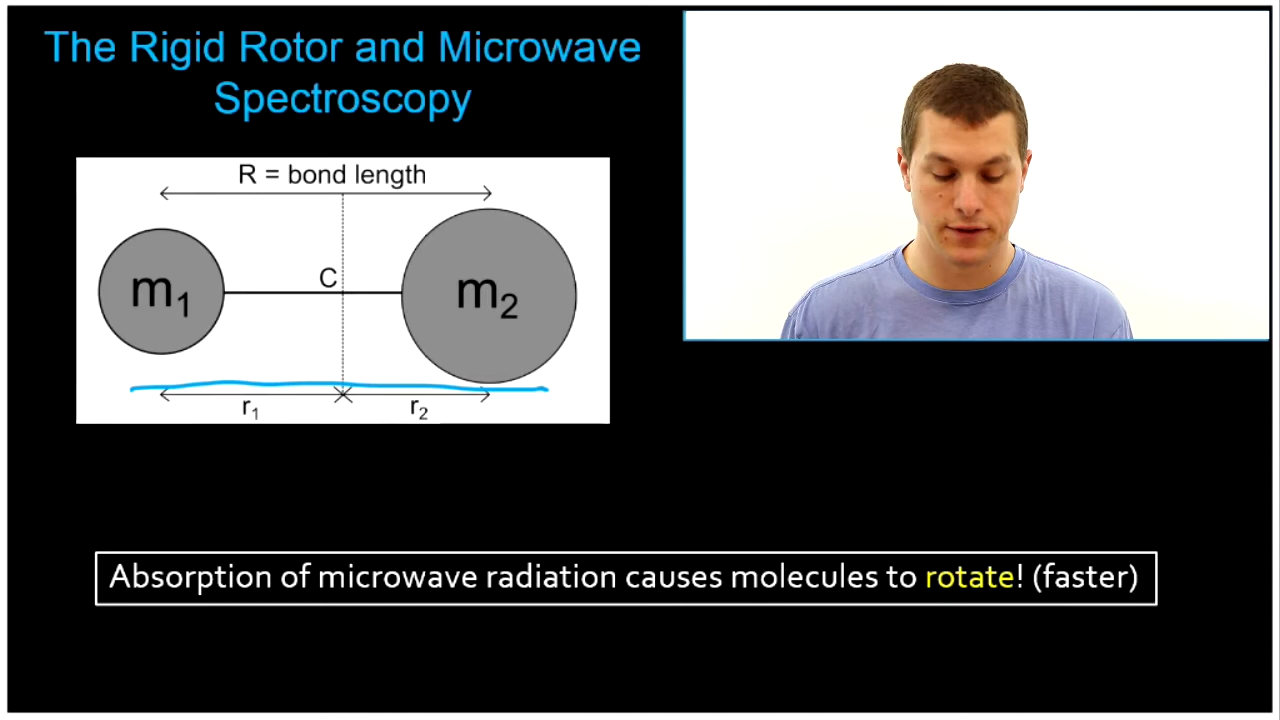 The Rigid Rotor and Microwave
Spectroscopy
R = bond length
C
m₁
m₂
r₁
r₂
Absorption of microwave radiation causes molecules to rotate! (faster)